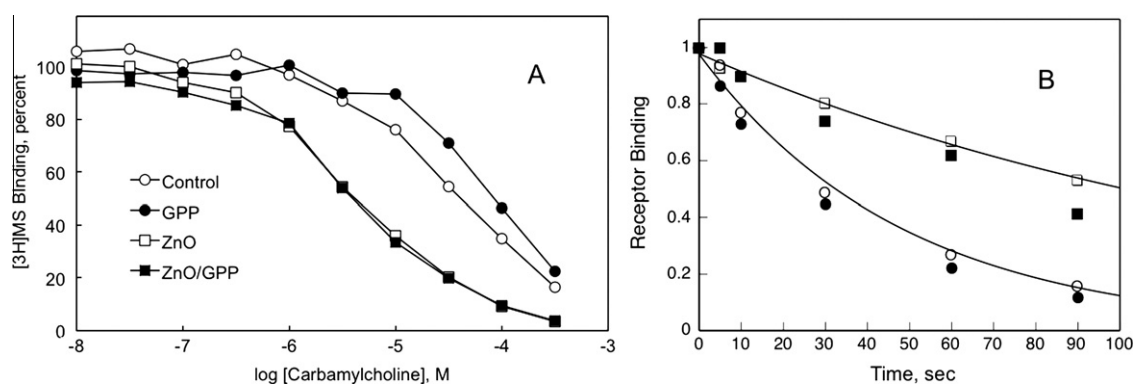 A
[3H]MS Binding, percent
100
80
60
40
20
0
Control
GPP
ZnO
ZnO/GPP
-8
-7
-6
-5
-4
-3
log [Carbamylcholine], M
B
Receptor Binding
1
0.8
0.6
0.4
0.2
0
0
10
20
30
40
50
60
70
80
90
100
Time, sec